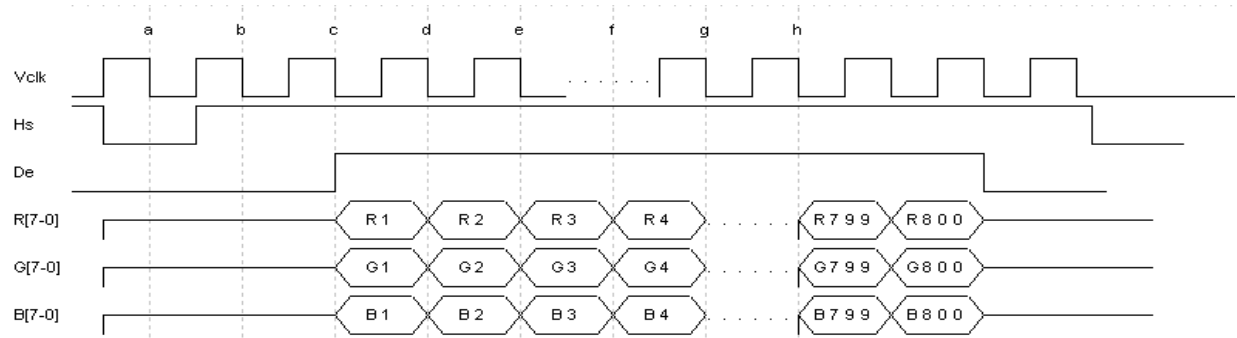 a b c d e f g h
Vclk
Hs
De
R[7-0] R1 R2 R3 R4 R799 R800
G[7-0] G1 G2 G3 G4 G799 G800
B[7-0] B1 B2 B3 B4 B799 B800